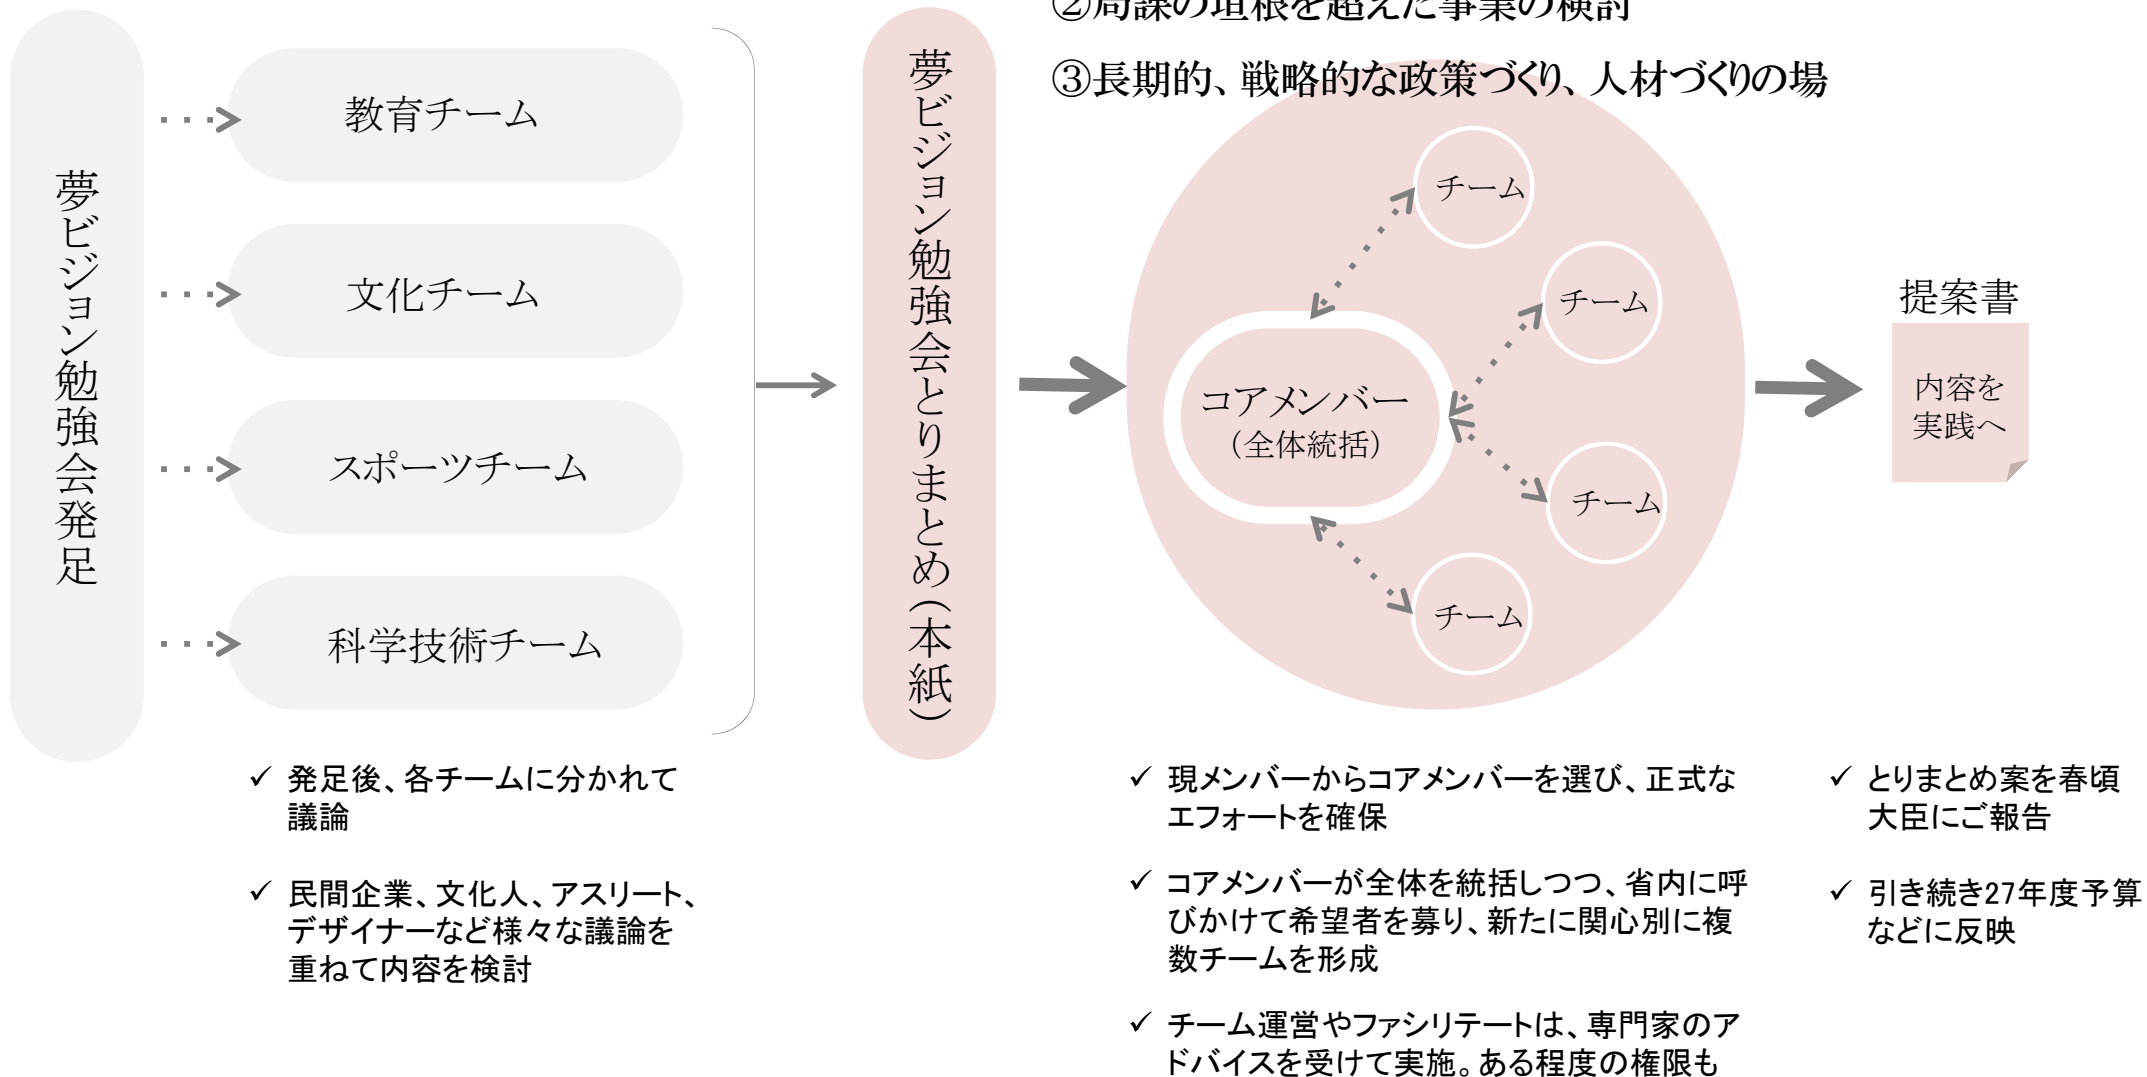 ②局課の垣根を超えた事業の検討
③長期的、戦略的な政策づくり、人材づくりの場
夢ビジョン勉強会発足
教育チーム
文化チーム
スポーツチーム
科学技術チーム
夢ビジョン勉強会とりまとめ(本紙)
チーム
チーム
コアメンバー
(全体統括)
チーム
チーム
提案書
内容を
実践へ
✓ 発足後、各チームに分かれて
議論
✓ 民間企業、文化人、アスリート、
デザイナーなど様々な議論を
重ねて内容を検討
✓ 現メンバーからコアメンバーを選び、正式な
エフォートを確保
✓ コアメンバーが全体を統括しつつ、省内に呼
びかけて希望者を募り、新たに関心別に複
数チームを形成
✓ チーム運営やファシリテートは、専門家のア
ドバイスを受けて実施。ある程度の権限も
✓ とりまとめ案を春頃
大臣にご報告
✓ 引き続き27年度予算
などに反映